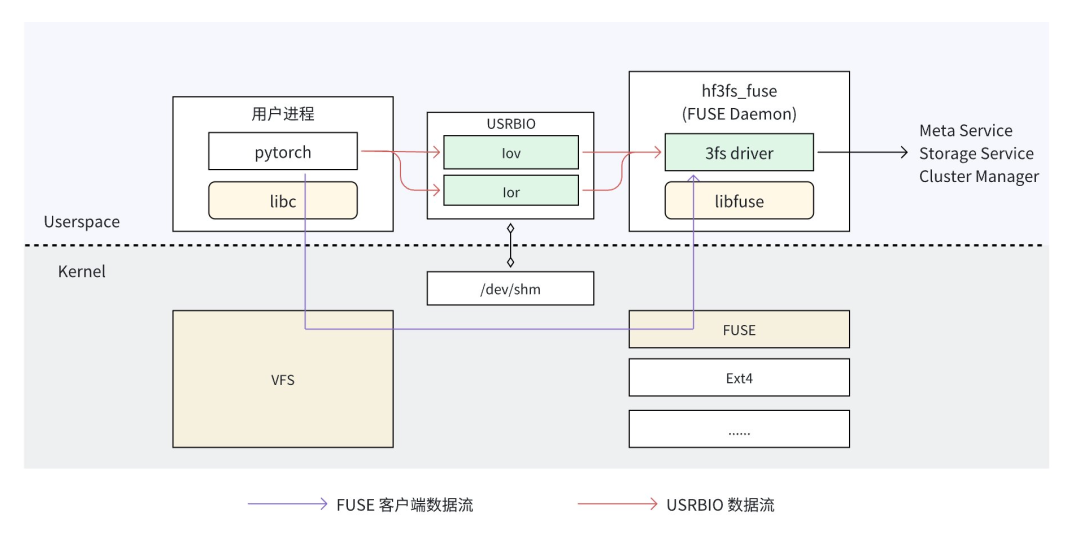 用户进程
pytorch
libc
USRBIO
Iov
Ior
hf3fs_fuse
(FUSE Daemon)
3fs driver
libfuse
Meta Service
Storage Service
Cluster Manager
Userspace
Kernel
/dev/shm
VFS
FUSE
Ext4
......
FUSE 客户端数据流
USRBIO 数据流